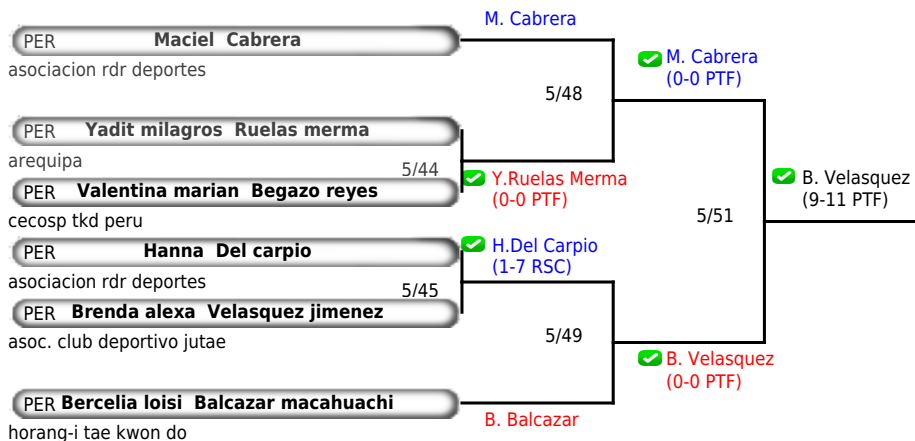 M. Cabrera
PER Maciel Cabrera
asociacion rdr deportes
M. Cabrera
(0-0 PTF)
5/48
PER Yadit milagros Ruelas merma
arequipa
5/44
Y.Ruelas Merma
(0-0 PTF)
PER Valentina marian Begazo reyes
cecosp tkd peru
B. Velasquez
(9-11 PTF)
5/51
PER Hanna Del carpio
asociacion rdr deportes
H.Del Carpio
(1-7 RSC)
5/45
PER Brenda alexa Velasquez jimenez
asoc. club deportivo jutae
5/49
B. Velasquez
(0-0 PTF)
PER Bercelia loisi Balcazar macahuachi
horang-i tae kwon do
B. Balcazar